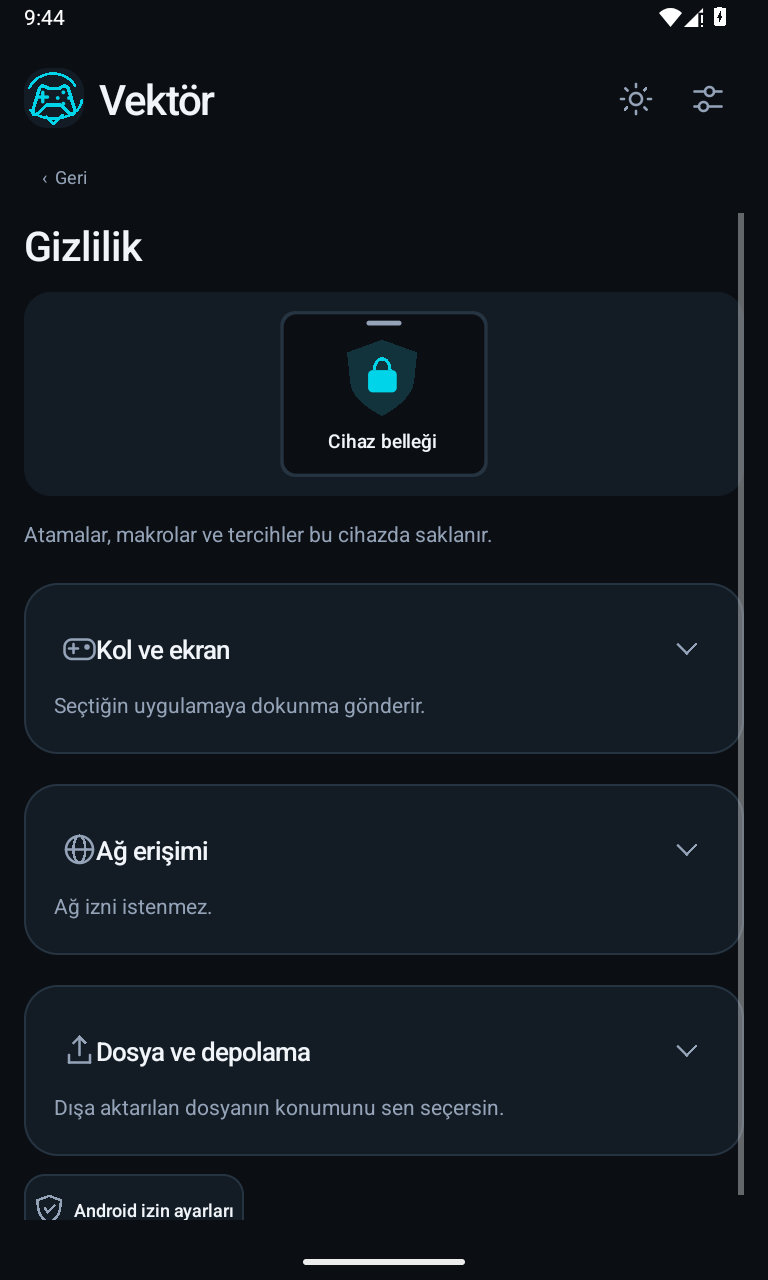 9:44
Vektör
‹ Geri
Gizlilik
Cihaz belleği
Atamalar, makrolar ve tercihler bu cihazda saklanır.
Kol ve ekran
Seçtiğin uygulamaya dokunma gönderir.
Ağ erişimi
Ağ izni istenmez.
Dosya ve depolama
Dışa aktarılan dosyanın konumunu sen seçersin.
Android izin ayarları